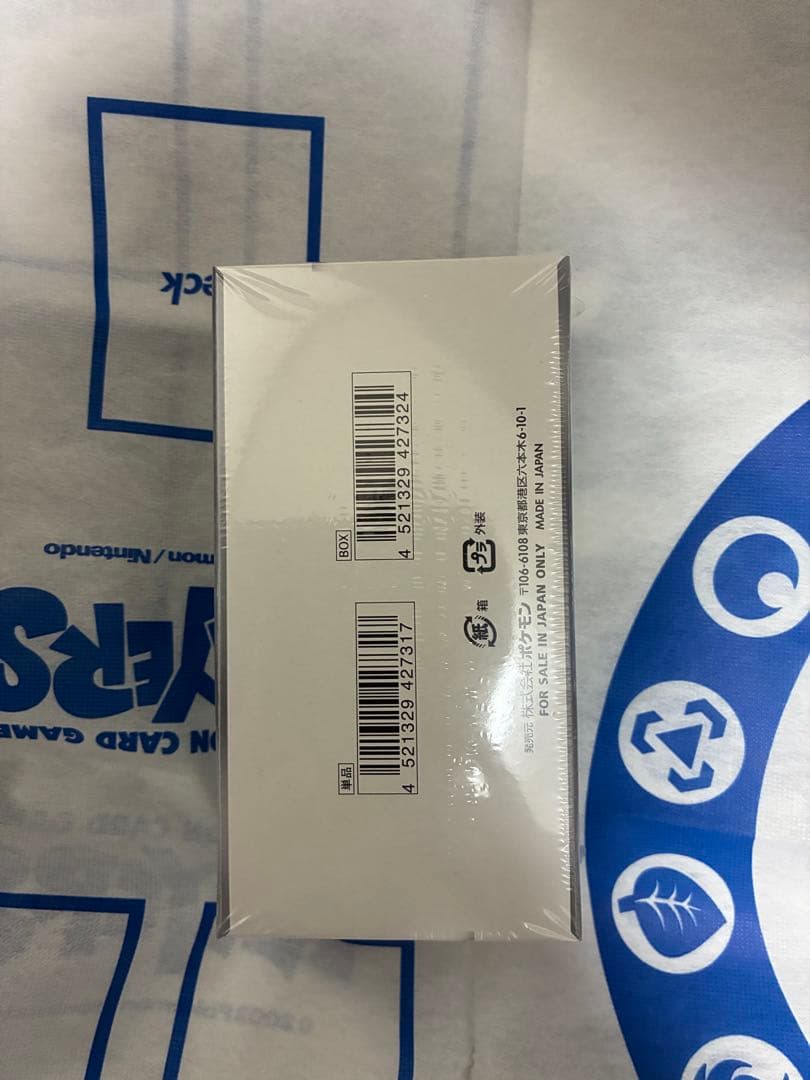 BOX
4 521329 427324
単品
4 521329 427317
プラ 外装
紙 箱
発売元 株式会社ポケモン 〒106-6108 東京都港区六本木6-10-1
FOR SALE IN JAPAN ONLY MADE IN JAPAN
eck
mon / Nintendo
YERS
ON CARD GAME